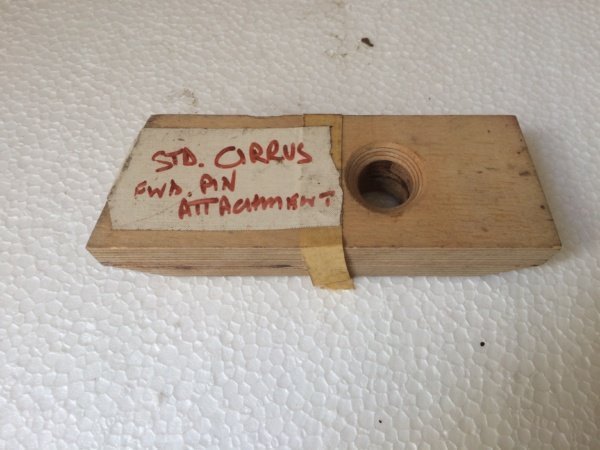 STD. CIRRUS
FWD. PIN
ATTACHMENT